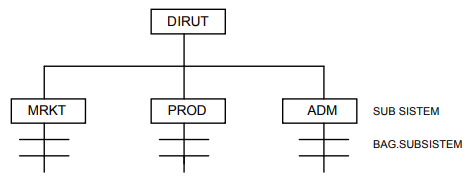 DIRUT
MRKT PROD ADM SUB SISTEM
BAG.SUBSISTEM